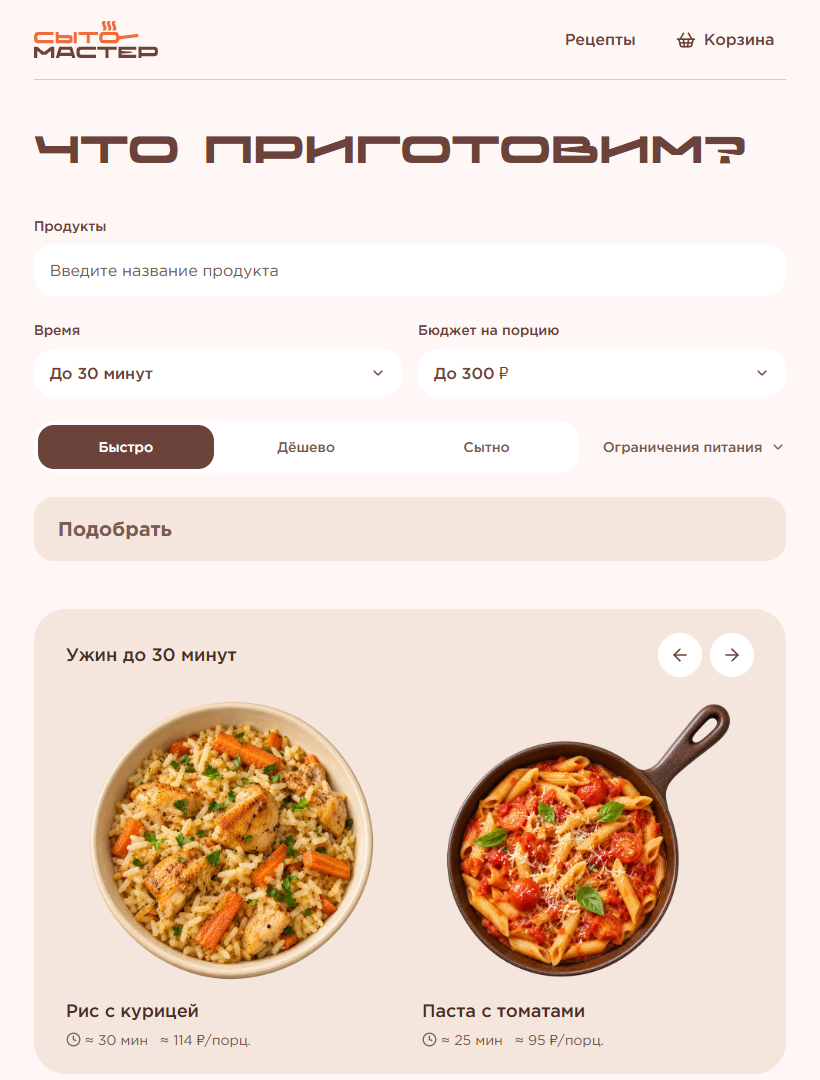 СЫТО
МАСТЕР
Рецепты
Корзина
ЧТО ПРИГОТОВИМ?
Продукты
Введите название продукта
Время
Бюджет на порцию
До 30 минут
До 300 ₽
Быстро
Дёшево
Сытно
Ограничения питания
Подобрать
Ужин до 30 минут
Рис с курицей
≈ 30 мин ≈ 114 ₽/порц.
Паста с томатами
≈ 25 мин ≈ 95 ₽/порц.